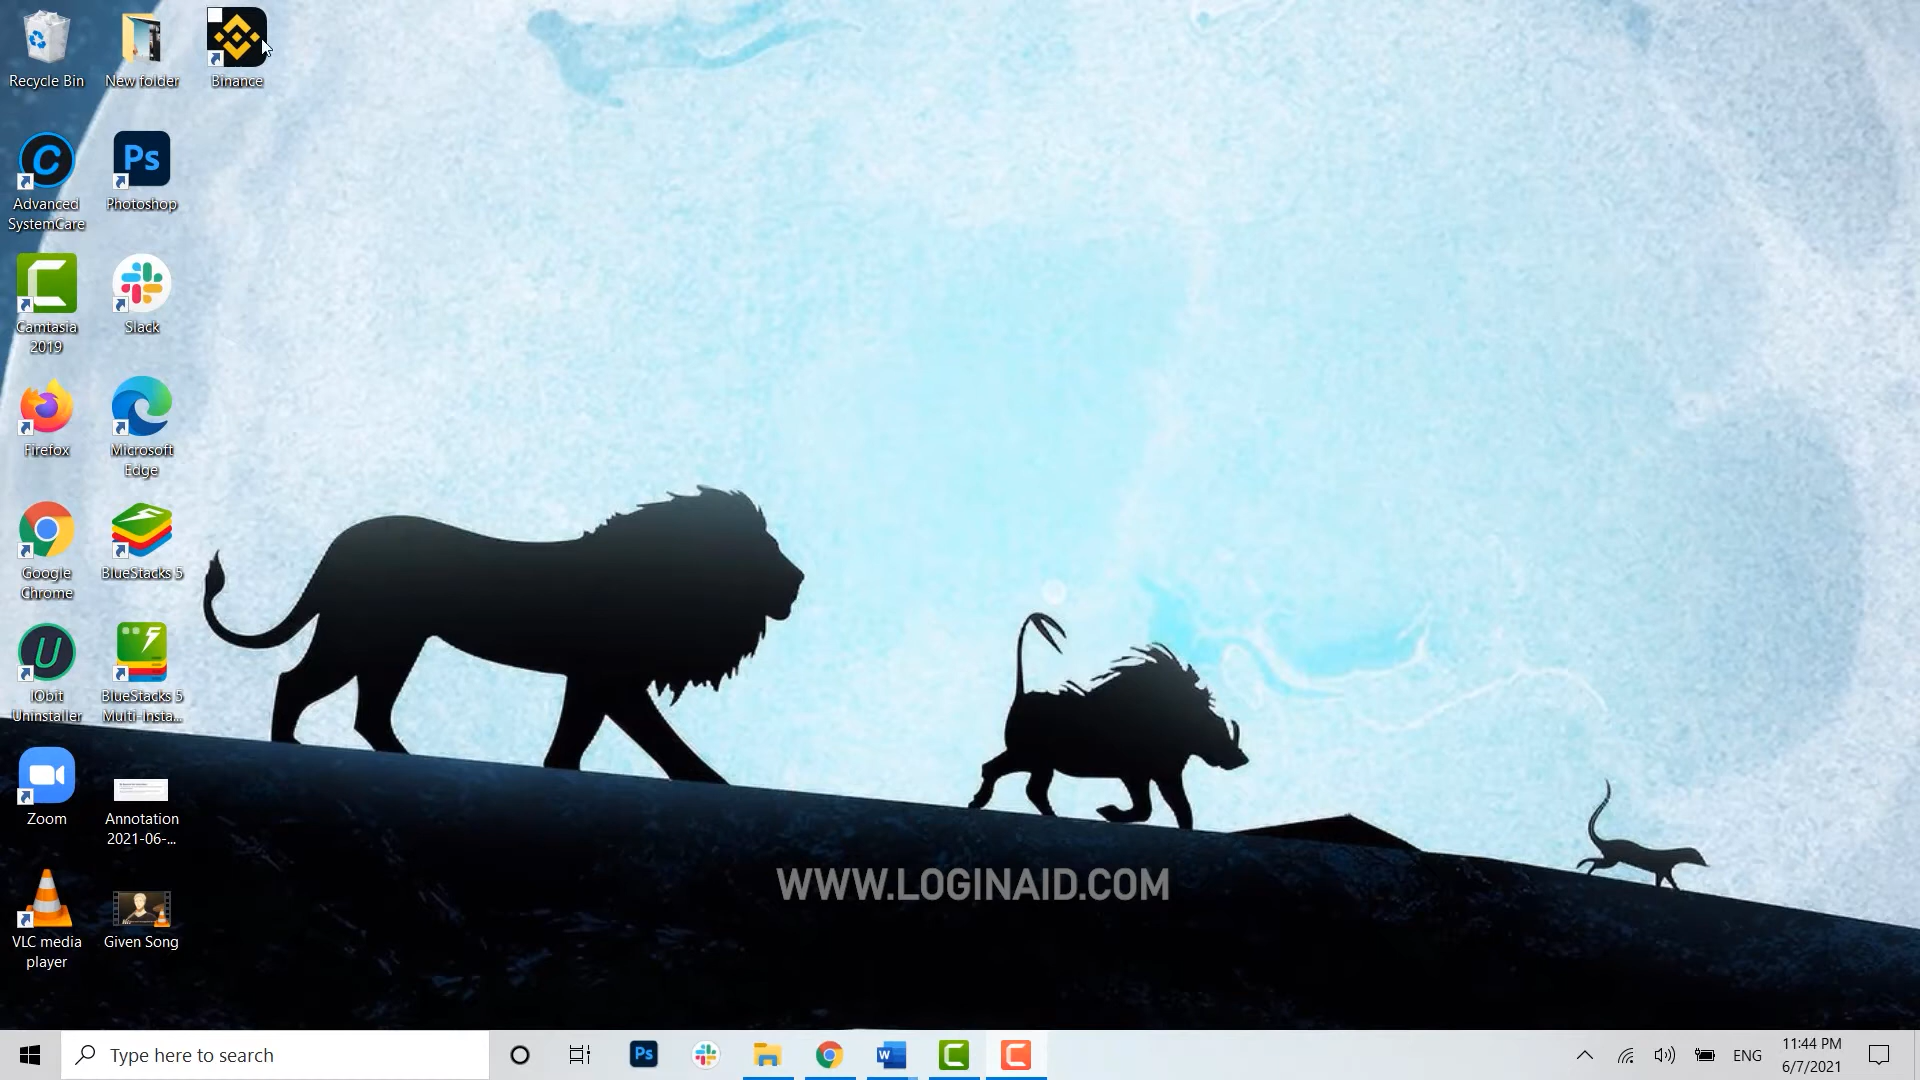 Recycle Bin
New folder
Binance
Advanced
SystemCare
Ps
Photoshop
Camtasia
2019
Slack
Firefox
Microsoft
Edge
Google
Chrome
BlueStacks 5
IObit
Uninstaller
BlueStacks 5
Multi-Insta...
Zoom
Annotation
2021-06-...
VLC media
player
Given Song
WWW.LOGINAID.COM
Type here to search
Ps
W
ENG
11:44 PM
6/7/2021